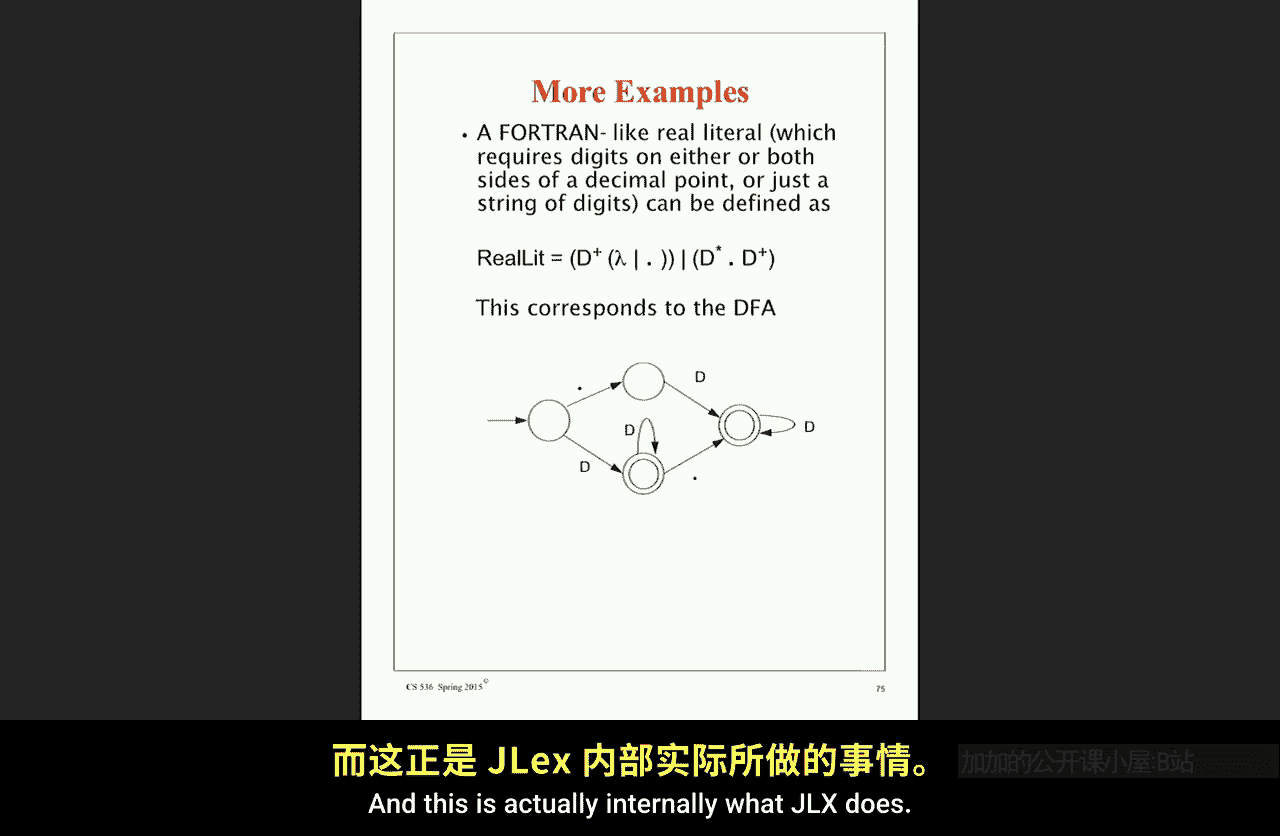 More Examples
• A FORTRAN- like real literal (which
requires digits on either or both
sides of a decimal point, or just a
string of digits) can be defined as
RealLit = (D⁺ (λ | . )) | (D* . D⁺)
This corresponds to the DFA
.
D
D
D
D
.
CS 536 Spring 2015©
75
而这正是 JLex 内部实际所做的事情。
加加的公开课小屋:B站
And this is actually internally what JLX does.